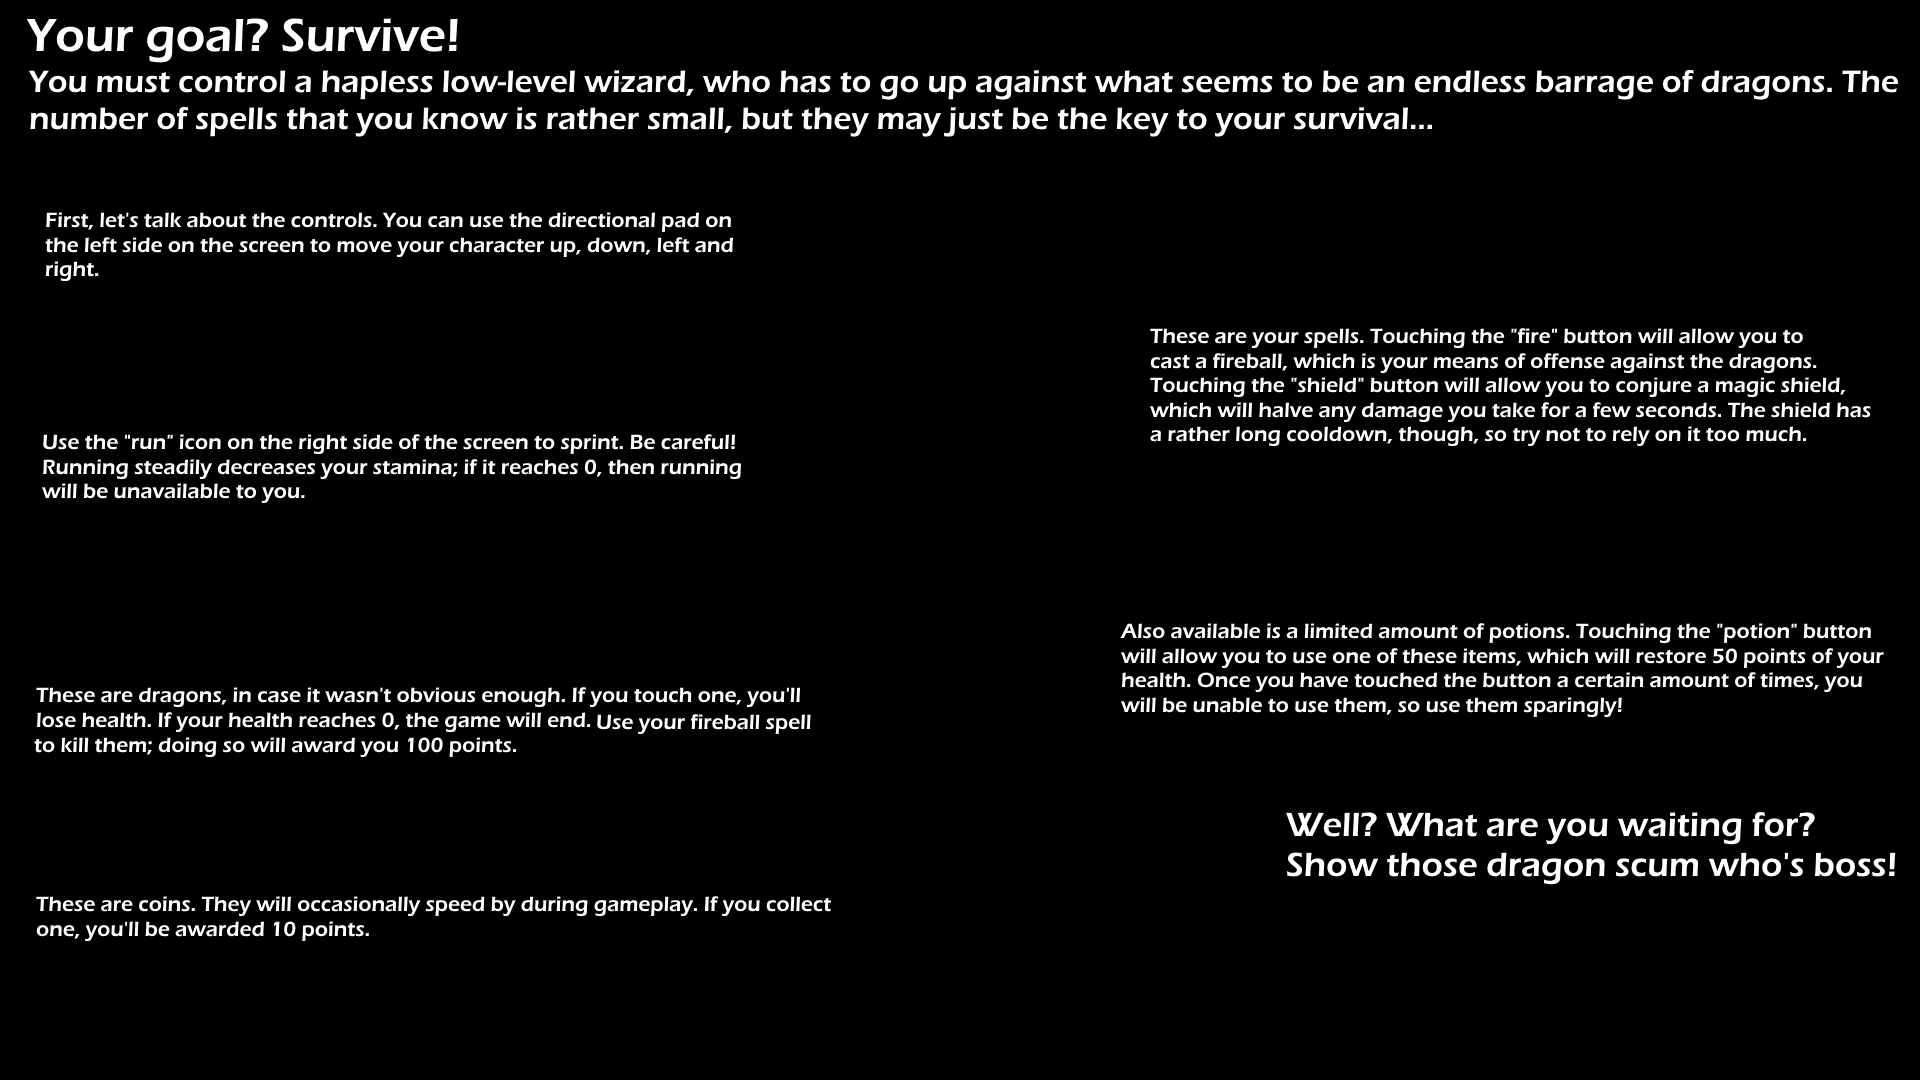 Your goal? Survive!
You must control a hapless low-level wizard, who has to go up against what seems to be an endless barrage of dragons. The
number of spells that you know is rather small, but they may just be the key to your survival...
First, let's talk about the controls. You can use the directional pad on
the left side on the screen to move your character up, down, left and
right.
Use the "run" icon on the right side of the screen to sprint. Be careful!
Running steadily decreases your stamina; if it reaches 0, then running
will be unavailable to you.
These are dragons, in case it wasn't obvious enough. If you touch one, you'll
lose health. If your health reaches 0, the game will end. Use your fireball spell
to kill them; doing so will award you 100 points.
These are coins. They will occasionally speed by during gameplay. If you collect
one, you'll be awarded 10 points.
These are your spells. Touching the "fire" button will allow you to
cast a fireball, which is your means of offense against the dragons.
Touching the "shield" button will allow you to conjure a magic shield,
which will halve any damage you take for a few seconds. The shield has
a rather long cooldown, though, so try not to rely on it too much.
Also available is a limited amount of potions. Touching the "potion" button
will allow you to use one of these items, which will restore 50 points of your
health. Once you have touched the button a certain amount of times, you
will be unable to use them, so use them sparingly!
Well? What are you waiting for?
Show those dragon scum who's boss!